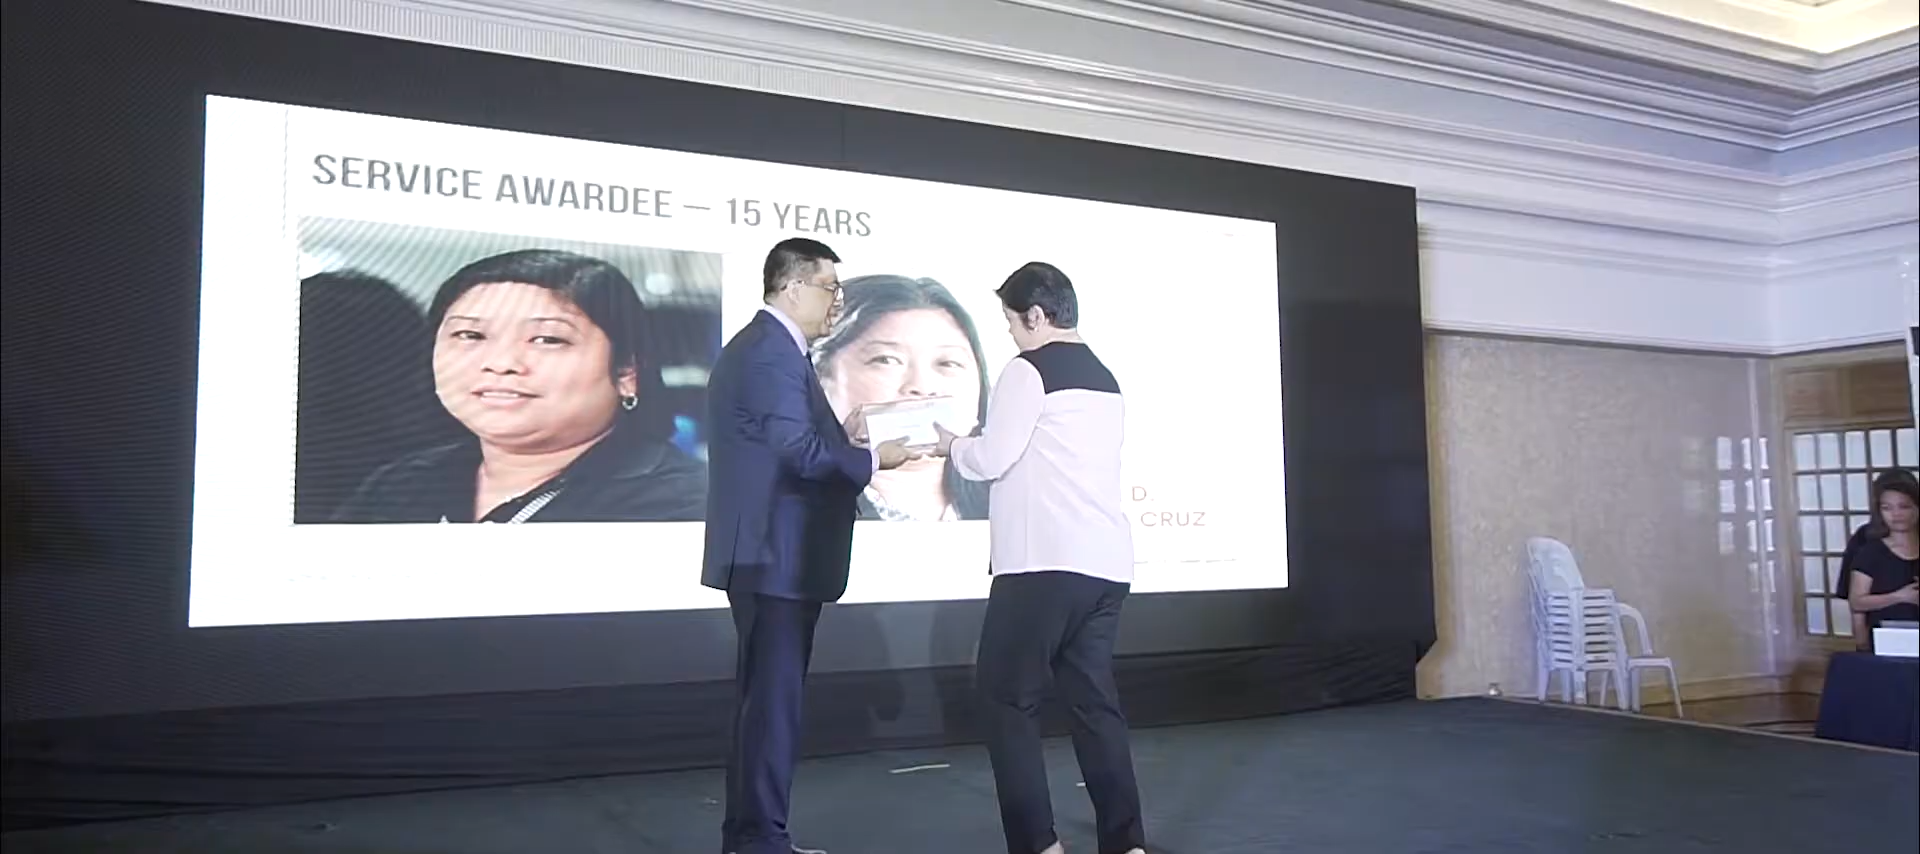 SERVICE AWARDEE — 15 YEARS
D.
CRUZ